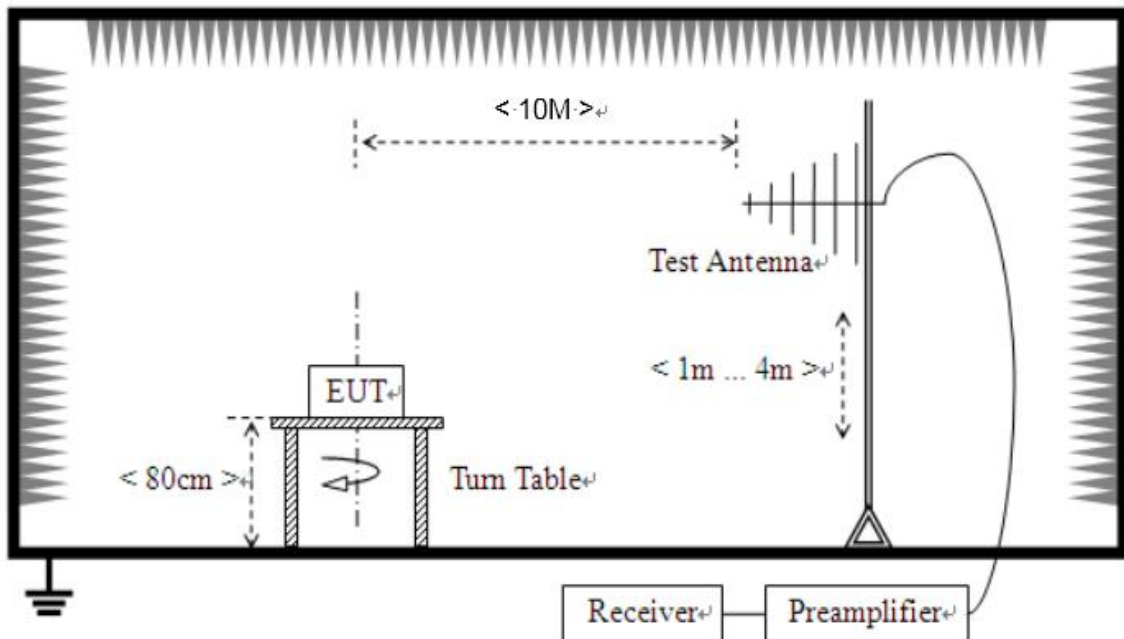 < ·10M· >↵
Test Antenna↵
< 1m ... 4m >↵
EUT↵
< 80cm >↵
Turn Table↵
Receiver↵
Preamplifier↵